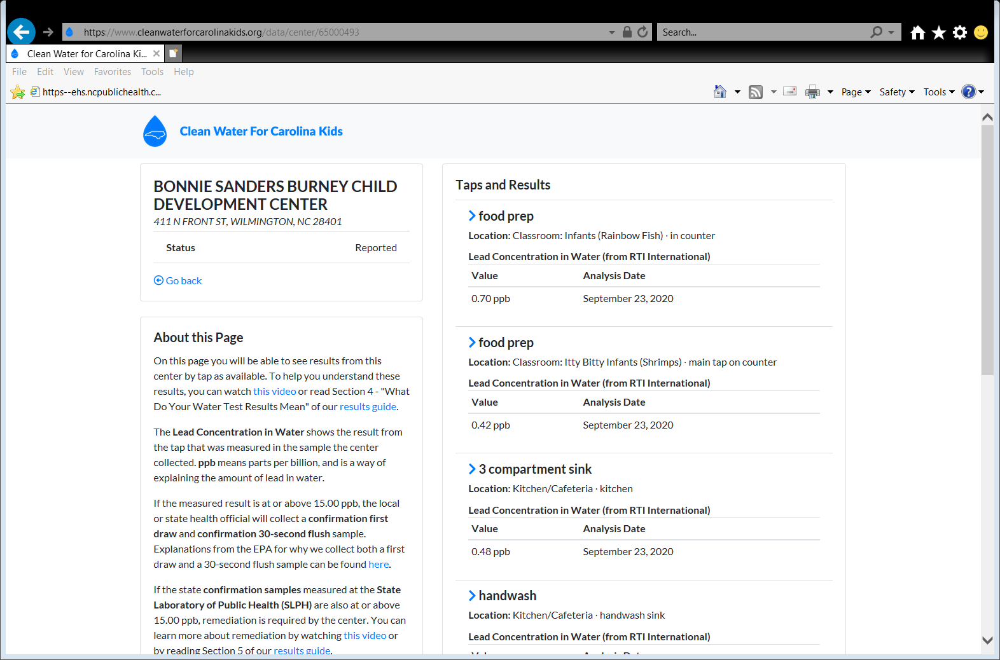 https://www.cleanwaterforcarolinakids.org/data/center/65000493
Search...
Clean Water for Carolina Ki...
File Edit View Favorites Tools Help
https--ehs.ncpublichealth.c...
Page Safety Tools
Clean Water For Carolina Kids
BONNIE SANDERS BURNEY CHILD
DEVELOPMENT CENTER
411 N FRONT ST, WILMINGTON, NC 28401
Status Reported
Go back
About this Page
On this page you will be able to see results from this
center by tap as available. To help you understand these
results, you can watch this video or read Section 4 - "What
Do Your Water Test Results Mean" of our results guide.
The Lead Concentration in Water shows the result from
the tap that was measured in the sample the center
collected. ppb means parts per billion, and is a way of
explaining the amount of lead in water.
If the measured result is at or above 15.00 ppb, the local
or state health official will collect a confirmation first
draw and confirmation 30-second flush sample.
Explanations from the EPA for why we collect both a first
draw and a 30-second flush sample can be found here.
If the state confirmation samples measured at the State
Laboratory of Public Health (SLPH) are also at or above
15.00 ppb, remediation is required by the center. You can
learn more about remediation by watching this video or
by reading Section 5 of our results guide.
Taps and Results
food prep
Location: Classroom: Infants (Rainbow Fish) · in counter
Lead Concentration in Water (from RTI International)
Value Analysis Date
0.70 ppb September 23, 2020
food prep
Location: Classroom: Itty Bitty Infants (Shrimps) · main tap on counter
Lead Concentration in Water (from RTI International)
Value Analysis Date
0.42 ppb September 23, 2020
3 compartment sink
Location: Kitchen/Cafeteria · kitchen
Lead Concentration in Water (from RTI International)
Value Analysis Date
0.48 ppb September 23, 2020
handwash
Location: Kitchen/Cafeteria · handwash sink
Lead Concentration in Water (from RTI International)
Value Analysis Date